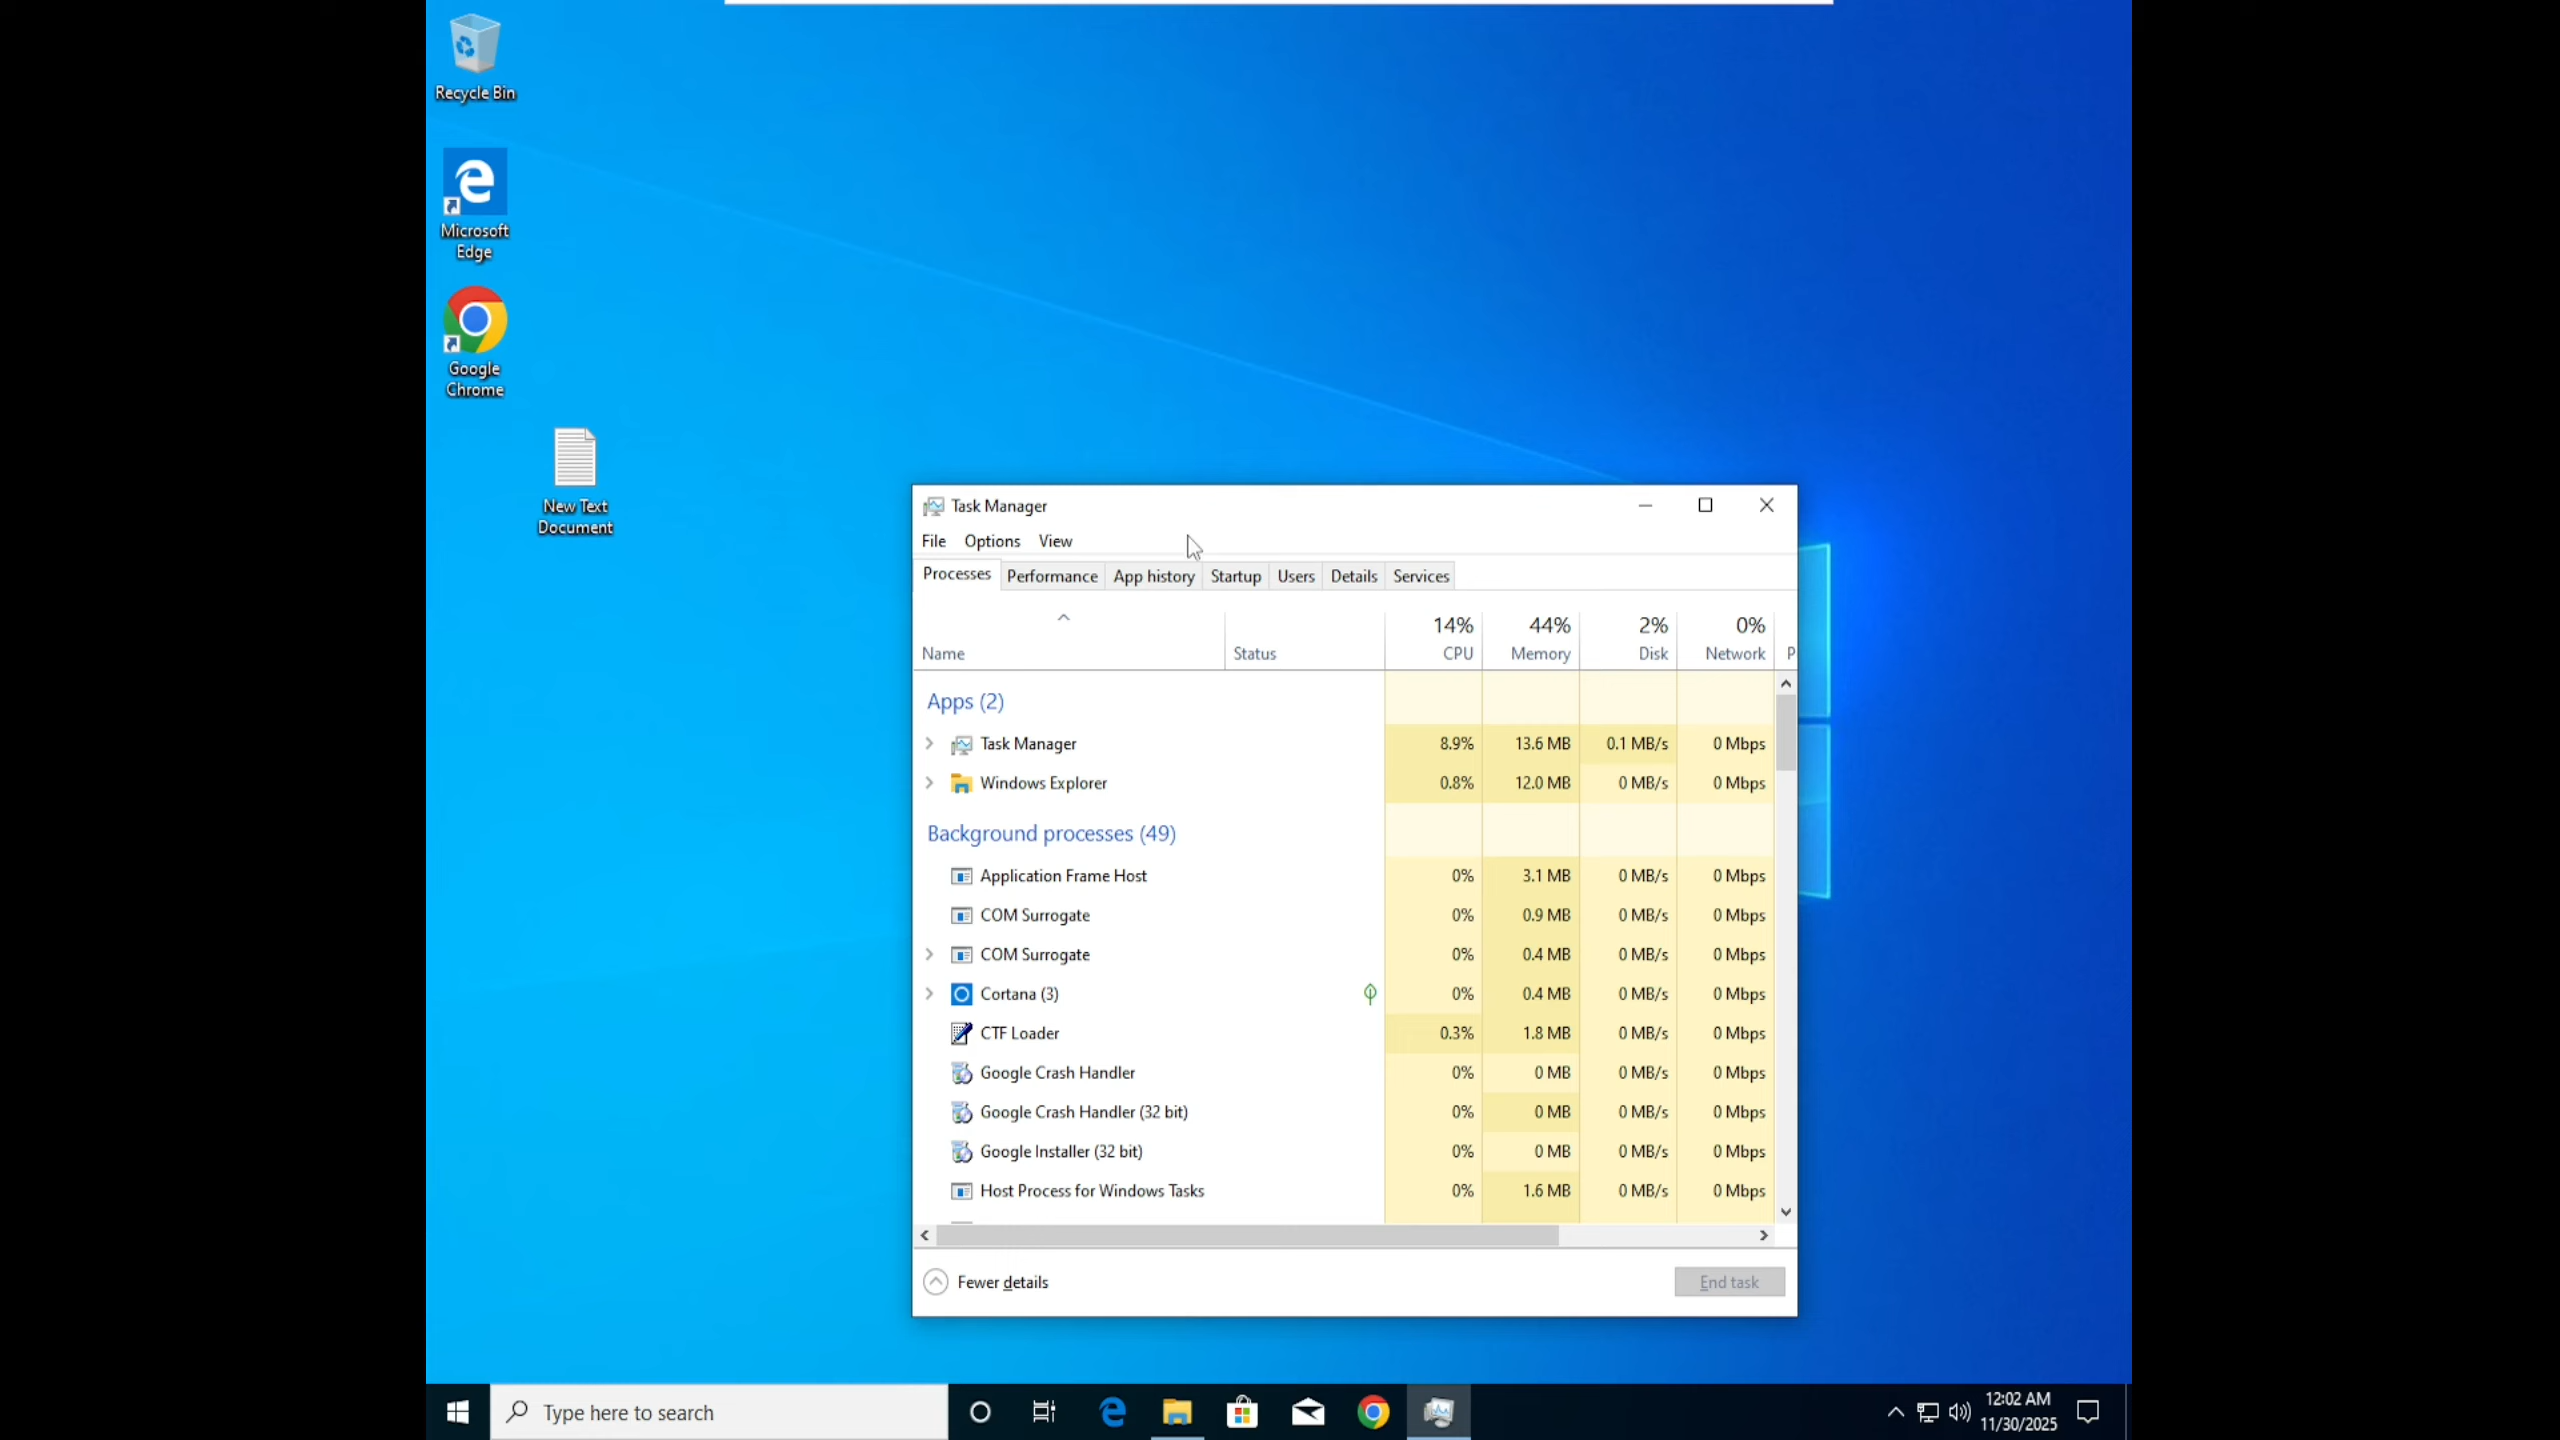 Recycle Bin
Microsoft
Edge
Google
Chrome
New Text
Document
Task Manager
File Options View
Processes Performance App history Startup Users Details Services
14% 44% 2% 0%
Name Status CPU Memory Disk Network P
Apps (2)
Task Manager 8.9% 13.6 MB 0.1 MB/s 0 Mbps
Windows Explorer 0.8% 12.0 MB 0 MB/s 0 Mbps
Background processes (49)
Application Frame Host 0% 3.1 MB 0 MB/s 0 Mbps
COM Surrogate 0% 0.9 MB 0 MB/s 0 Mbps
COM Surrogate 0% 0.4 MB 0 MB/s 0 Mbps
Cortana (3) 0% 0.4 MB 0 MB/s 0 Mbps
CTF Loader 0.3% 1.8 MB 0 MB/s 0 Mbps
Google Crash Handler 0% 0 MB 0 MB/s 0 Mbps
Google Crash Handler (32 bit) 0% 0 MB 0 MB/s 0 Mbps
Google Installer (32 bit) 0% 0 MB 0 MB/s 0 Mbps
Host Process for Windows Tasks 0% 1.6 MB 0 MB/s 0 Mbps
Fewer details End task
Type here to search
12:02 AM
11/30/2025